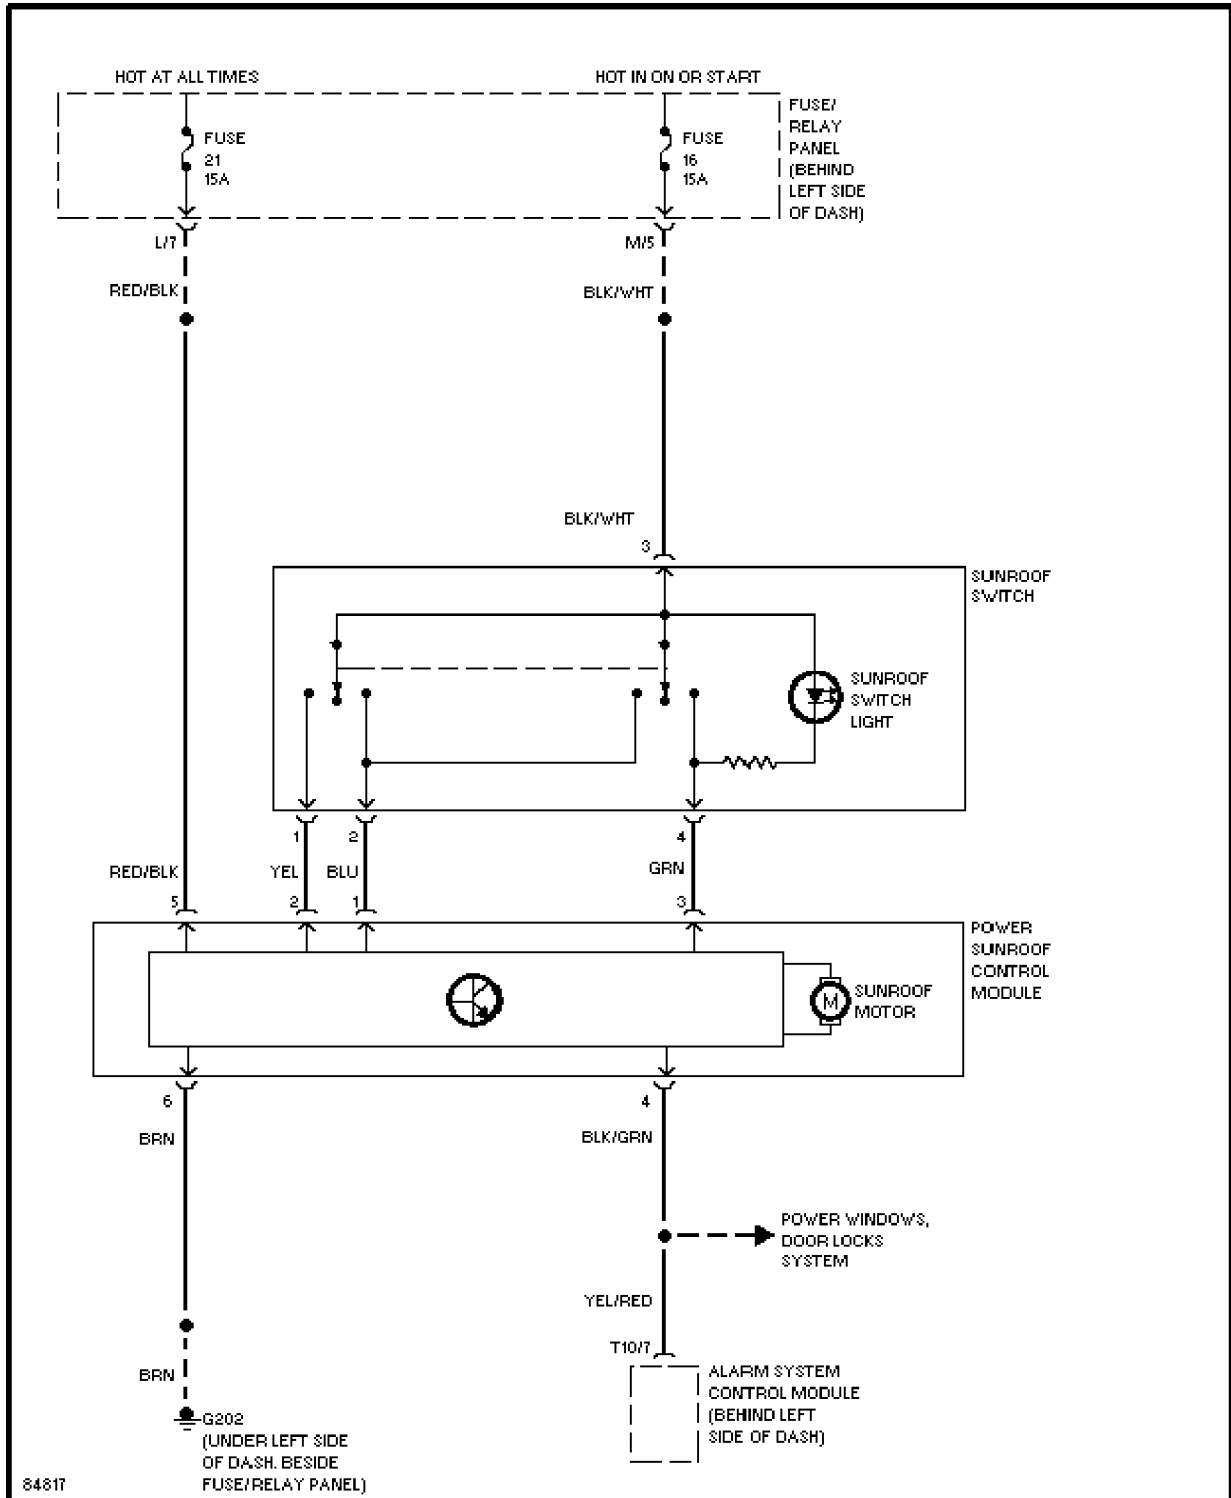 HOT AT ALL TIMES
HOT IN ON OR START
FUSE
21
15A
FUSE
16
15A
FUSE/
RELAY
PANEL
(BEHIND
LEFT SIDE
OF DASH)
L/7
M/5
RED/BLK
BLK/WHT
BLK/WHT
3
SUNROOF
SWITCH
SUNROOF
SWITCH
LIGHT
1
2
4
RED/BLK
YEL
BLU
GRN
5
2
1
3
POWER
SUNROOF
CONTROL
MODULE
M
SUNROOF
MOTOR
6
4
BRN
BLK/GRN
POWER WINDOWS,
DOOR LOCKS
SYSTEM
YEL/RED
T10/7
BRN
ALARM SYSTEM
CONTROL MODULE
(BEHIND LEFT
SIDE OF DASH)
G202
(UNDER LEFT SIDE
OF DASH. BESIDE
FUSE/RELAY PANEL)
84817